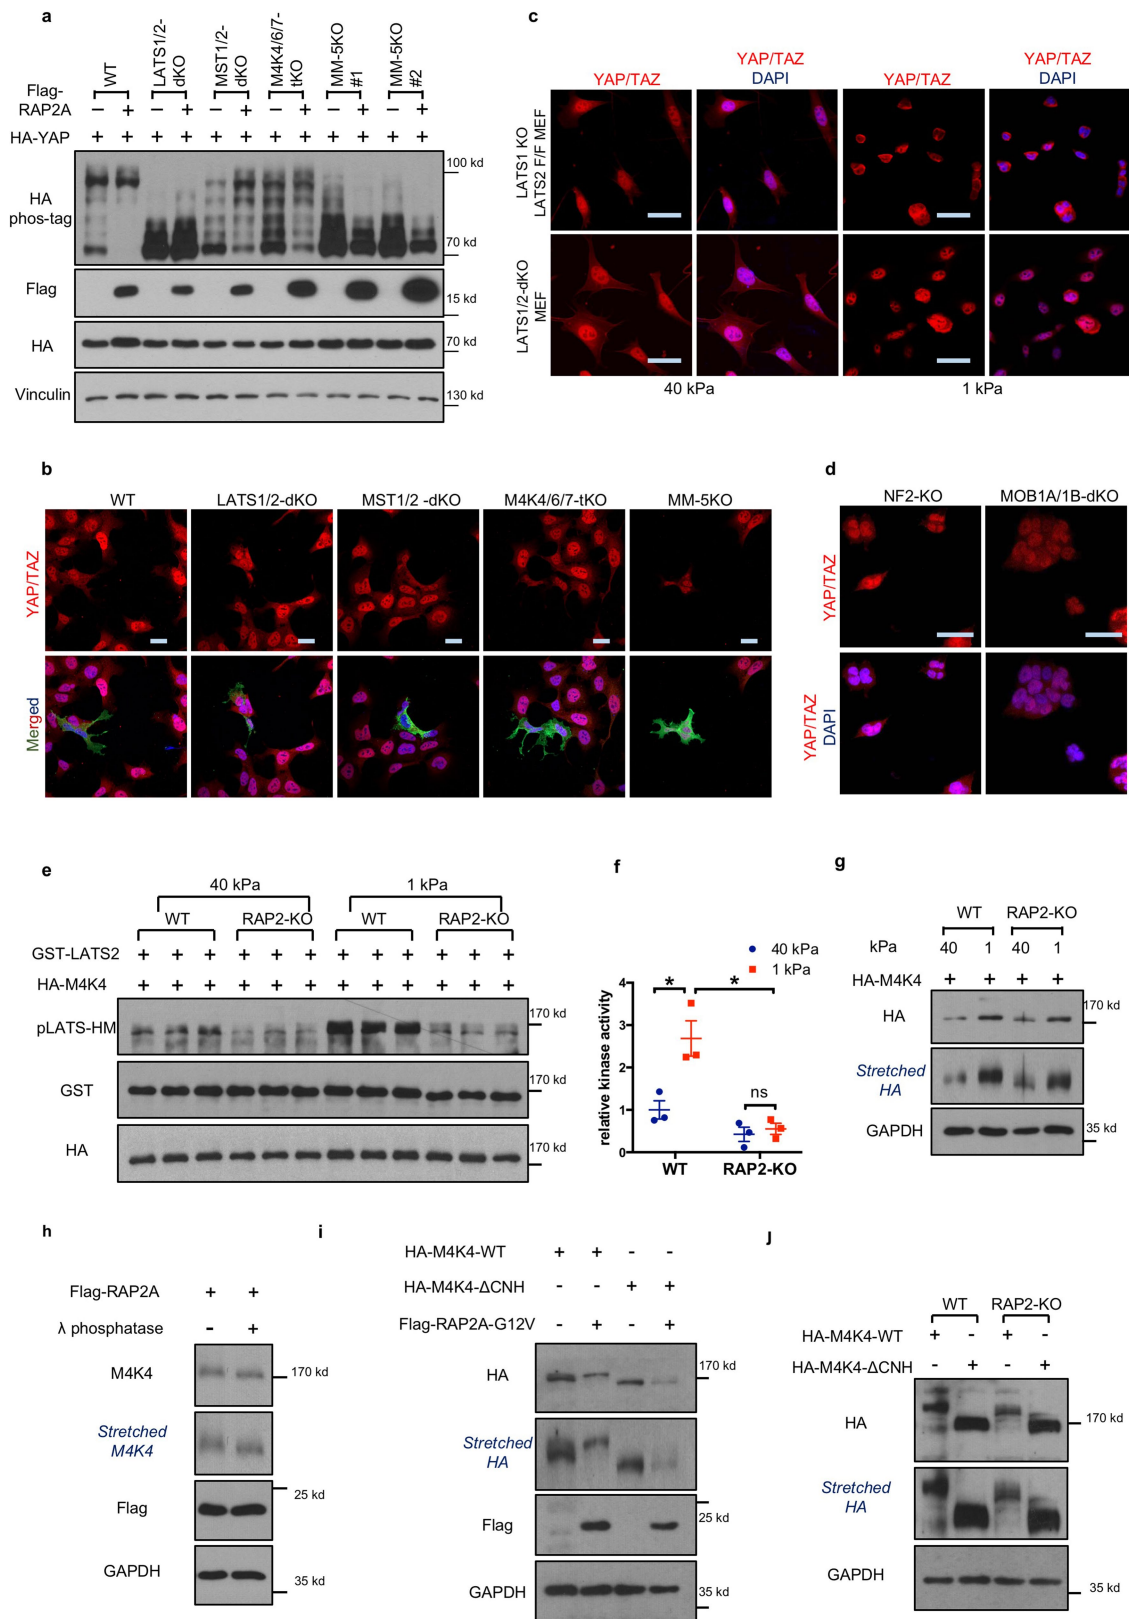 a
WT
LATS1/2-
dKO
MST1/2-
dKO
M4K4/6/7-
tKO
MM-5KO
#1
MM-5KO
#2
Flag-
RAP2A
− + − + − + − + − + − +
HA-YAP + + + + + + + + + + + +
HA
phos-tag
100 kd
70 kd
Flag
15 kd
HA
70 kd
Vinculin
130 kd
b
WT
LATS1/2-dKO
MST1/2 -dKO
M4K4/6/7-tKO
MM-5KO
YAP/TAZ
Merged
c
YAP/TAZ
YAP/TAZ
DAPI
YAP/TAZ
YAP/TAZ
DAPI
LATS1 KO
LATS2 F/F MEF
LATS1/2-dKO
MEF
40 kPa
1 kPa
d
NF2-KO
MOB1A/1B-dKO
YAP/TAZ
YAP/TAZ
DAPI
e
40 kPa
1 kPa
WT
RAP2-KO
WT
RAP2-KO
GST-LATS2 + + + + + + + + + + + +
HA-M4K4 + + + + + + + + + + + +
pLATS-HM
170 kd
GST
170 kd
HA
170 kd
f
40 kPa
1 kPa
relative kinase activity
4
3
2
1
0
*
*
ns
WT
RAP2-KO
g
WT
RAP2-KO
kPa 40 1 40 1
HA-M4K4 + + + +
HA
170 kd
Stretched
HA
GAPDH
35 kd
h
Flag-RAP2A + +
λ phosphatase - +
M4K4
170 kd
Stretched
M4K4
Flag
25 kd
GAPDH
35 kd
i
HA-M4K4-WT + + - -
HA-M4K4-ΔCNH - - + +
Flag-RAP2A-G12V - + - +
HA
170 kd
Stretched
HA
Flag
25 kd
GAPDH
35 kd
J
WT
RAP2-KO
HA-M4K4-WT + - + -
HA-M4K4-ΔCNH - + - +
HA
170 kd
Stretched
HA
GAPDH
35 kd